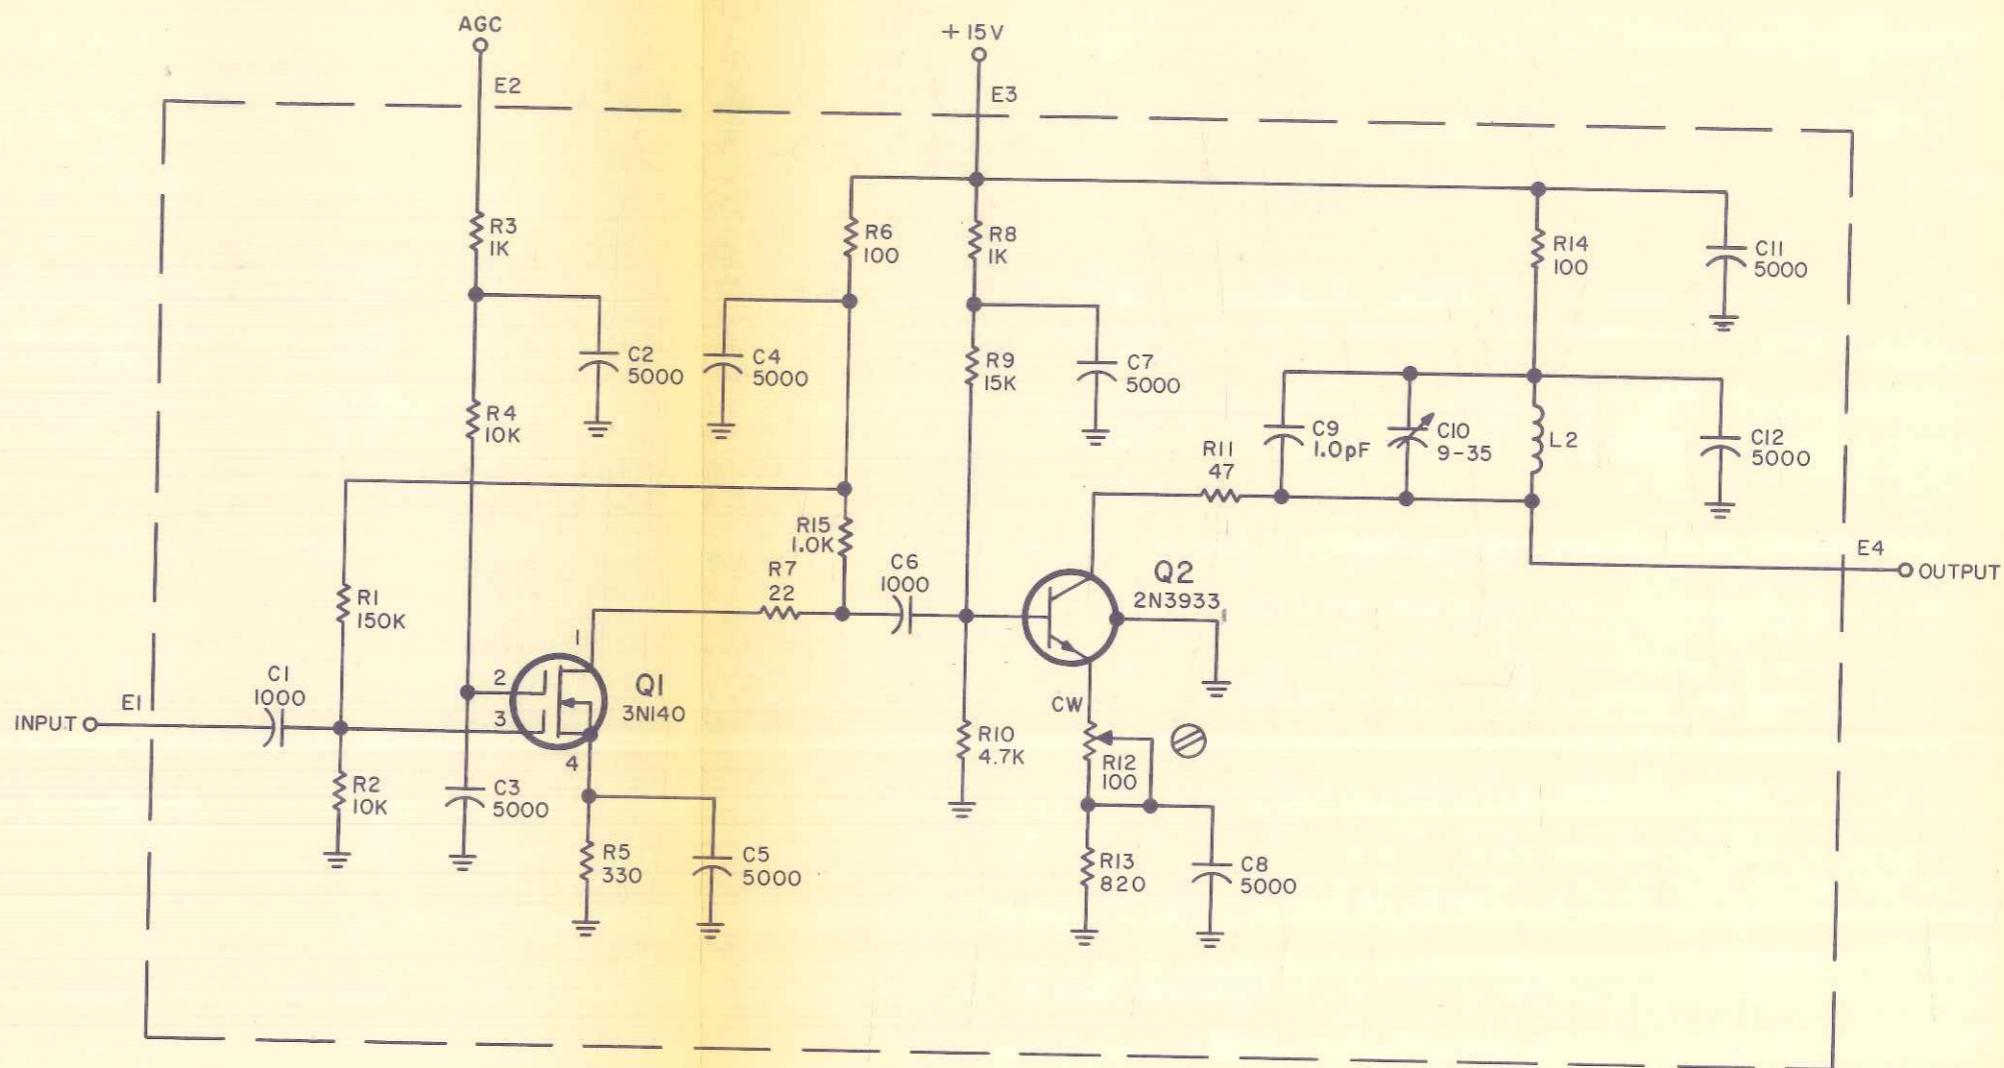 AGC
+15V
E2
E3
R3
1K
R6
100
R8
1K
R14
100
C11
5000
C2
5000
C4
5000
R9
15K
C7
5000
R4
10K
R11
47
C9
1.0pF
C10
9-35
L2
C12
5000
R15
1.0K
C6
1000
R7
22
Q2
2N3933
E4
OUTPUT
R1
150K
1
2
3
4
Q1
3N140
C1
1000
E1
INPUT
CW
R10
4.7K
R12
100
R2
10K
C3
5000
R5
330
C5
5000
R13
820
C8
5000